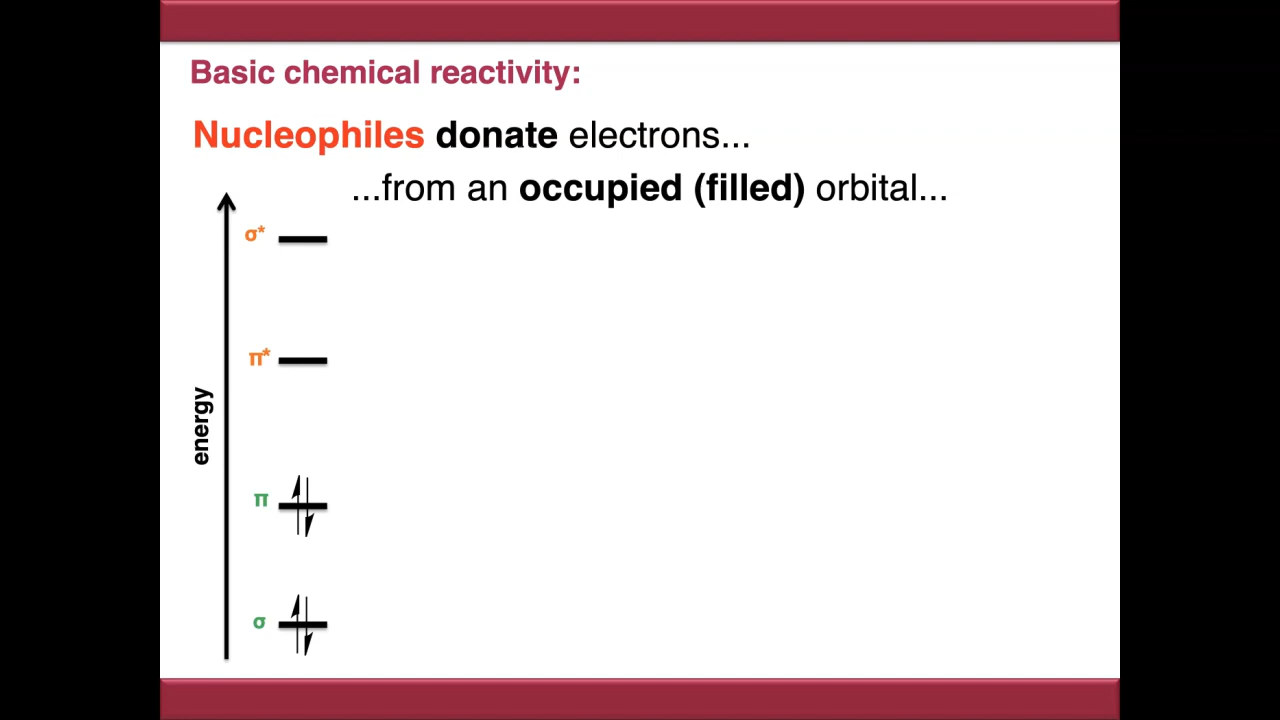 Basic chemical reactivity:
Nucleophiles donate electrons...
...from an occupied (filled) orbital...
σ*
π*
energy
π
σ